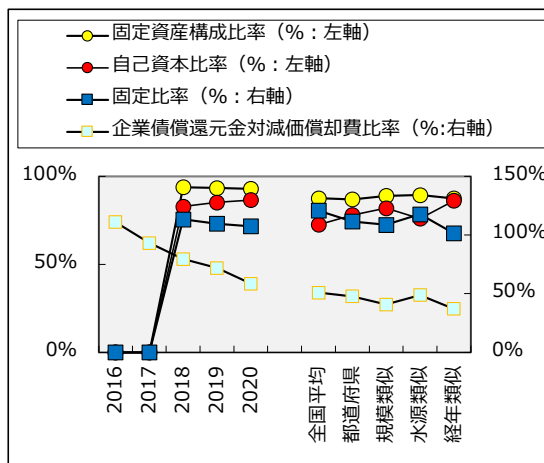 固定資産構成比率（%：左軸）
自己資本比率（%：左軸）
固定比率（%：右軸）
企業債償還元金対減価償却費比率（%:右軸）
100%
50%
0%
150%
100%
50%
0%
2016
2017
2018
2019
2020
全国平均
都道府県
規模類似
水源類似
経年類似